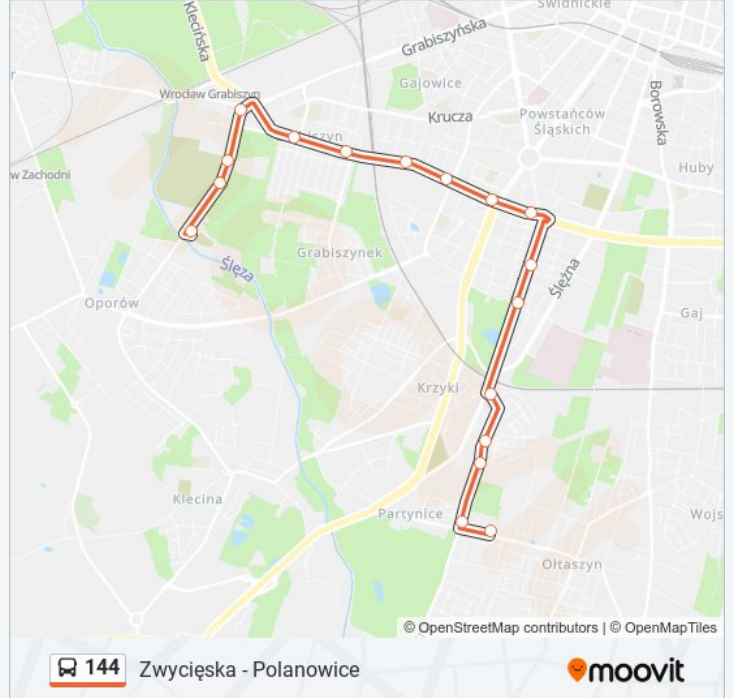 Świdnickie
Klecińska
Grabiszyńska
Gajowice
Wrocław Grabiszyn
Borowska
Krucza
Powstańców
Śląskich
Huby
w Zachodni
Grabiszynek
Ślęza
Ślężna
Oporów
Gaj
Krzyki
Klecina
Partynice
Wojs
Ołtaszyn
© OpenStreetMap contributors | © OpenMapTiles
144 Zwycięska - Polanowice
moovit